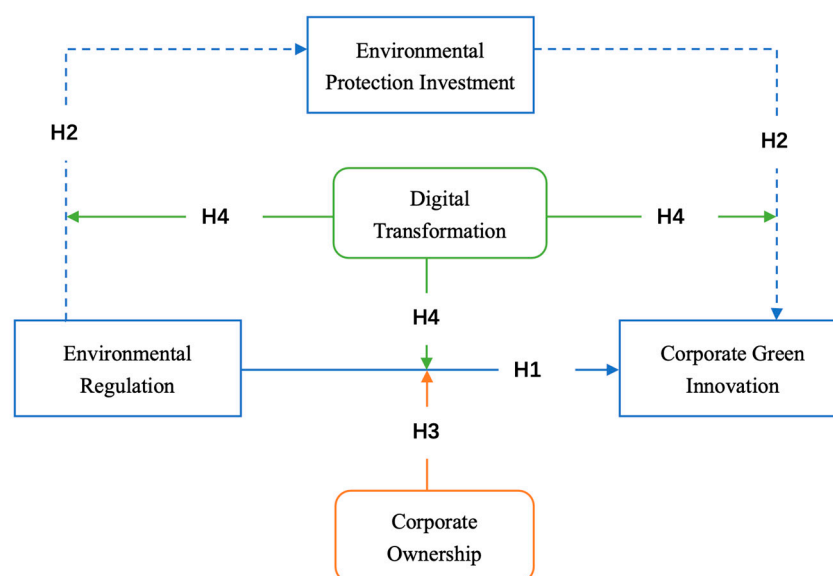 Environmental
Protection Investment
H2
H2
Digital
Transformation
H4
H4
H4
Environmental
Regulation
H1
Corporate Green
Innovation
H3
Corporate
Ownership